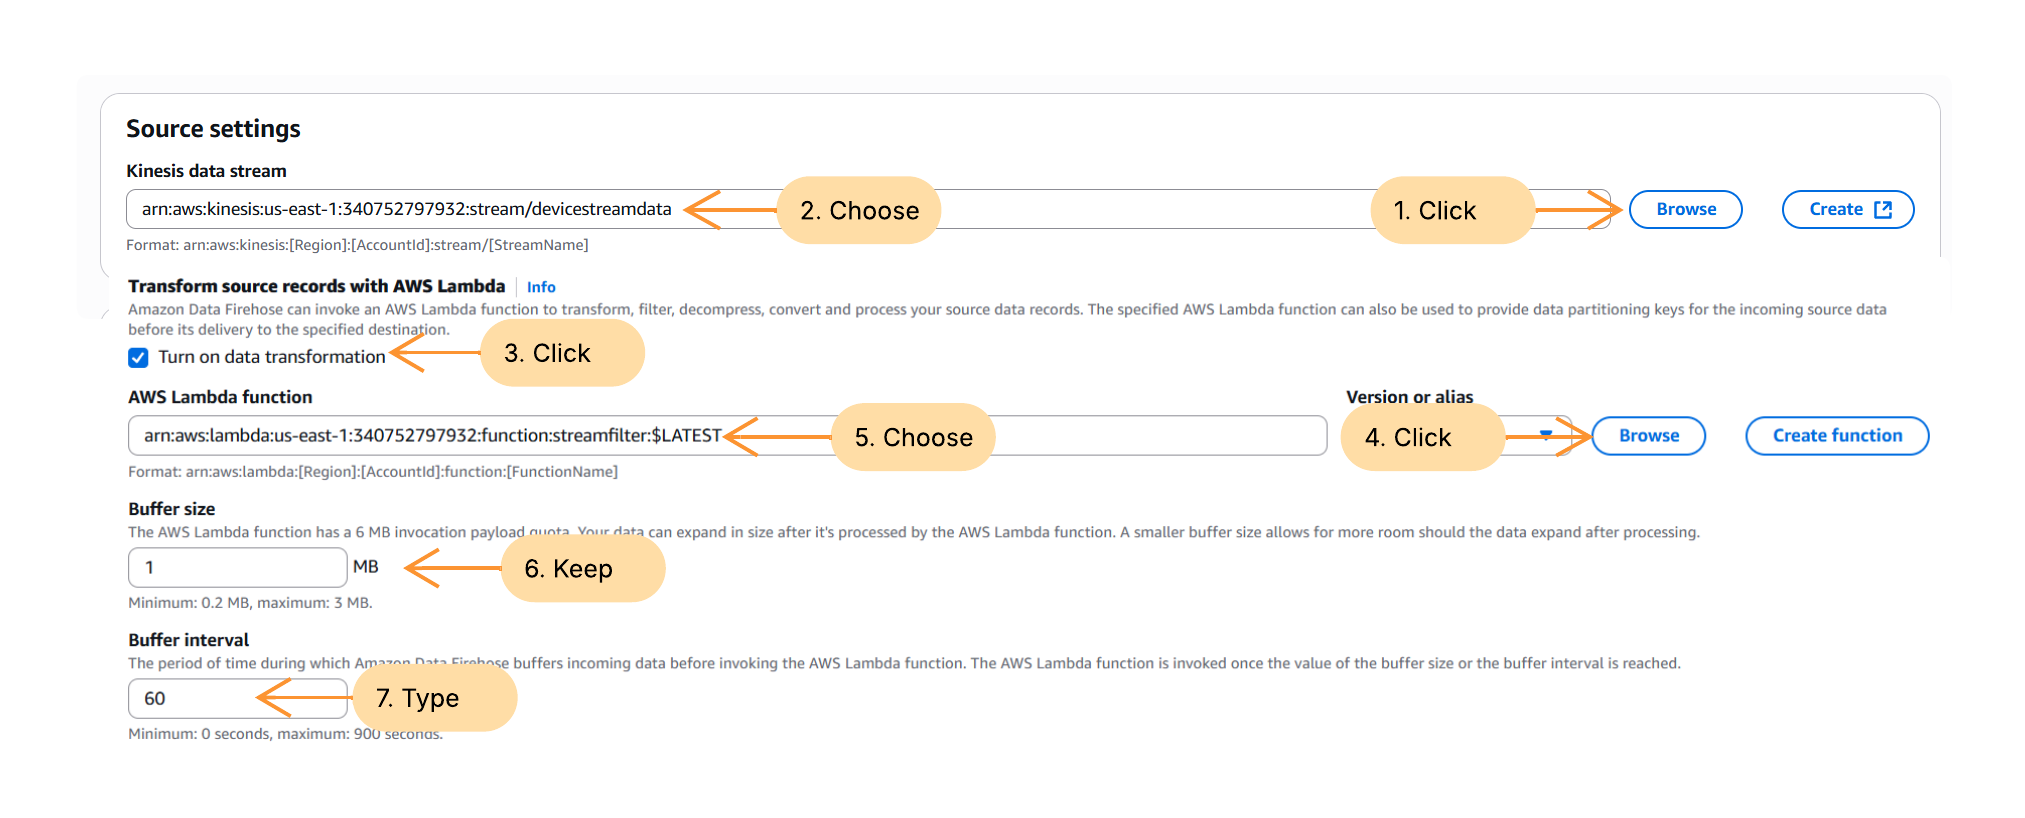 Source settings
Kinesis data stream
arn:aws:kinesis:us-east-1:340752797932:stream/devicestreamdata
2. Choose
1. Click
Browse
Create
Format: arn:aws:kinesis:[Region]:[AccountId]:stream/[StreamName]
Transform source records with AWS Lambda
Info
Amazon Data Firehose can invoke an AWS Lambda function to transform, filter, decompress, convert and process your source data records. The specified AWS Lambda function can also be used to provide data partitioning keys for the incoming source data
before its delivery to the specified destination.
Turn on data transformation
3. Click
AWS Lambda function
Version or alias
arn:aws:lambda:us-east-1:340752797932:function:streamfilter:$LATEST
5. Choose
4. Click
Browse
Create function
Format: arn:aws:lambda:[Region]:[AccountId]:function:[FunctionName]
Buffer size
The AWS Lambda function has a 6 MB invocation payload quota. Your data can expand in size after it's processed by the AWS Lambda function. A smaller buffer size allows for more room should the data expand after processing.
1
MB
6. Keep
Minimum: 0.2 MB, maximum: 3 MB.
Buffer interval
The period of time during which Amazon Data Firehose buffers incoming data before invoking the AWS Lambda function. The AWS Lambda function is invoked once the value of the buffer size or the buffer interval is reached.
60
7. Type
Minimum: 0 seconds, maximum: 900 seconds.